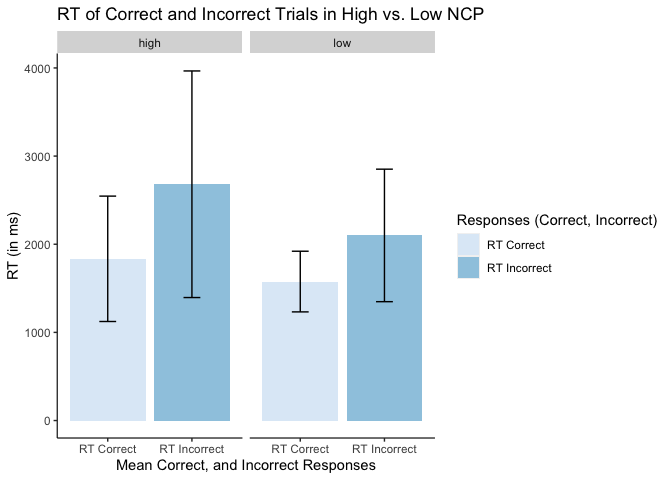 RT of Correct and Incorrect Trials in High vs. Low NCP
high
low
4000
3000
2000
1000
0
RT (in ms)
RT Correct
RT Incorrect
RT Correct
RT Incorrect
Mean Correct, and Incorrect Responses
Responses (Correct, Incorrect)
RT Correct
RT Incorrect